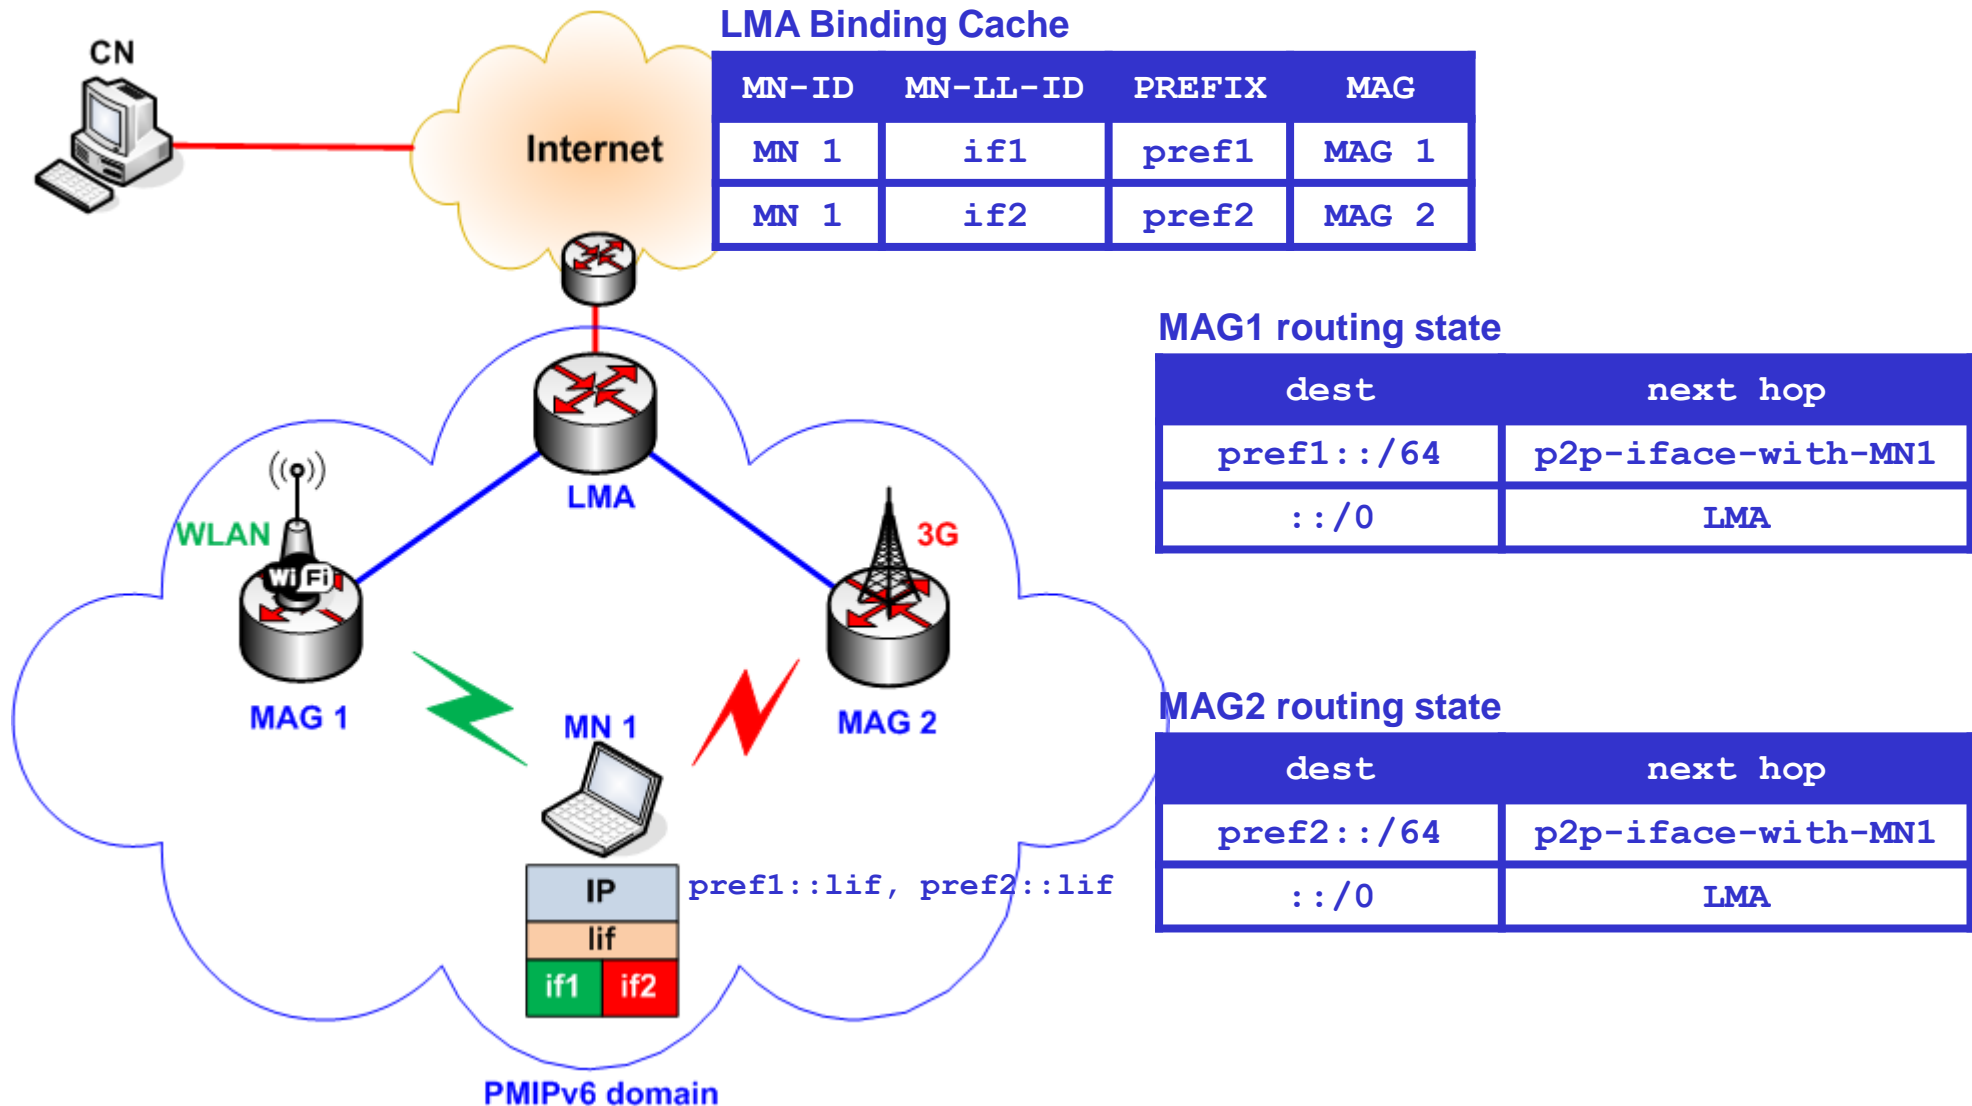 LMA Binding Cache
CN
MN-ID MN-LL-ID PREFIX MAG
MN 1 if1 pref1 MAG 1
MN 1 if2 pref2 MAG 2
Internet
MAG1 routing state
dest next hop
pref1::/64 p2p-iface-with-MN1
::/0 LMA
LMA
WLAN
3G
Wi Fi
MAG 1
MN 1
MAG 2
MAG2 routing state
dest next hop
pref2::/64 p2p-iface-with-MN1
::/0 LMA
IP
pref1::lif, pref2::lif
lif
if1 if2
PMIPv6 domain